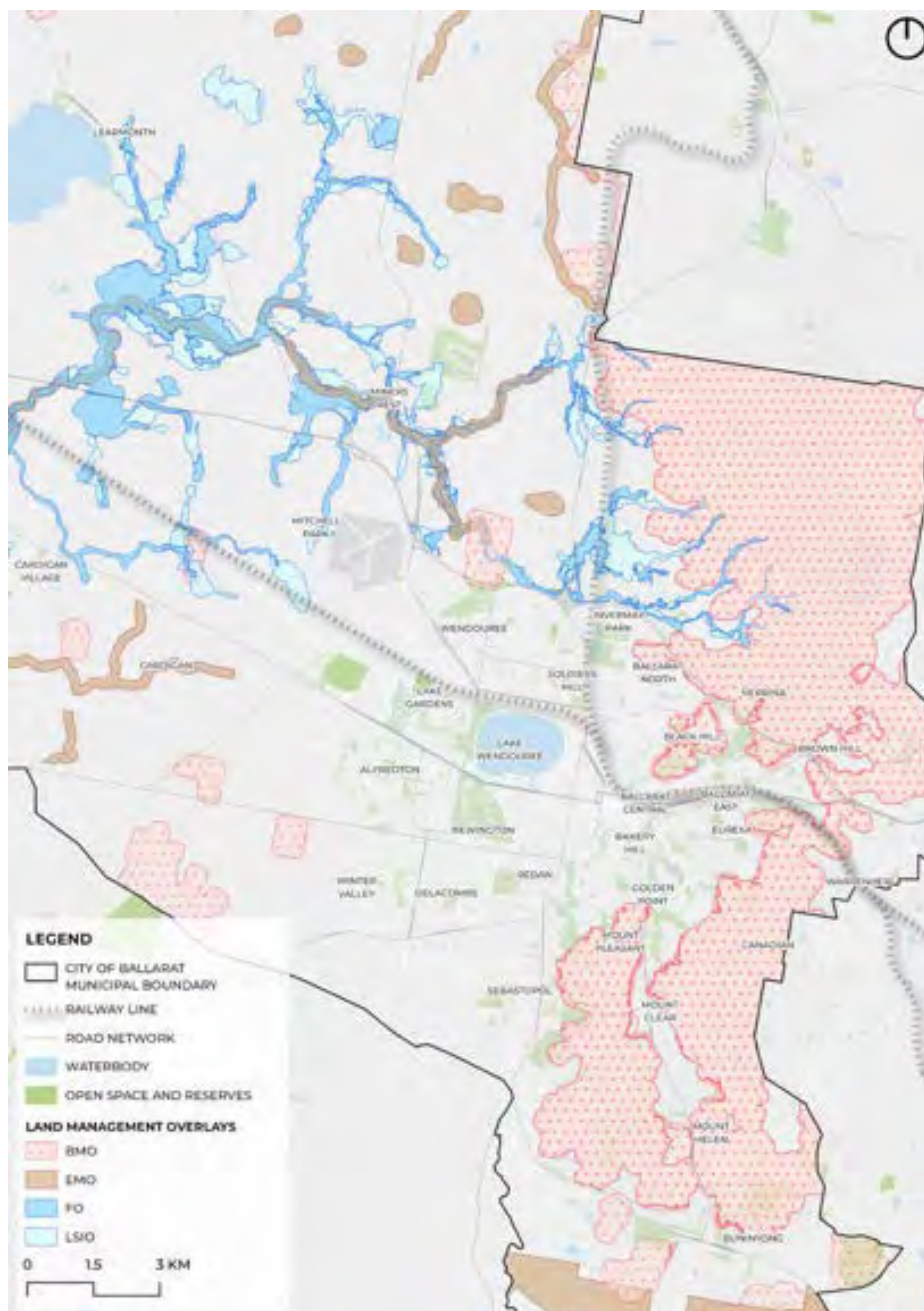 LEARMONTH
MINERS
REST
MITCHELL
PARK
CARDIGAN
VILLAGE
WENDOUREE
INVERMAY
PARK
CARDIGAN
BALLARAT
NORTH
SOLDIERS
HILL
LAKE
GARDENS
NERRINA
BLACK HILL
BROWN HILL
LAKE
WENDOUREE
ALFREDTON
BALLARAT
CENTRAL
BALLARAT
EAST
NEWINGTON
BAKERY
HILL
EUREKA
WINTER
VALLEY
DELACOMBE
REDAN
WARRENHEIP
GOLDEN
POINT
MOUNT
PLEASANT
CANADIAN
SEBASTOPOL
MOUNT
CLEAR
MOUNT
HELEN
BUNINYONG
LEGEND
CITY OF BALLARAT
MUNICIPAL BOUNDARY
RAILWAY LINE
ROAD NETWORK
WATERBODY
OPEN SPACE AND RESERVES
LAND MANAGEMENT OVERLAYS
BMO
EMO
FO
LSIO
0 1.5 3 KM